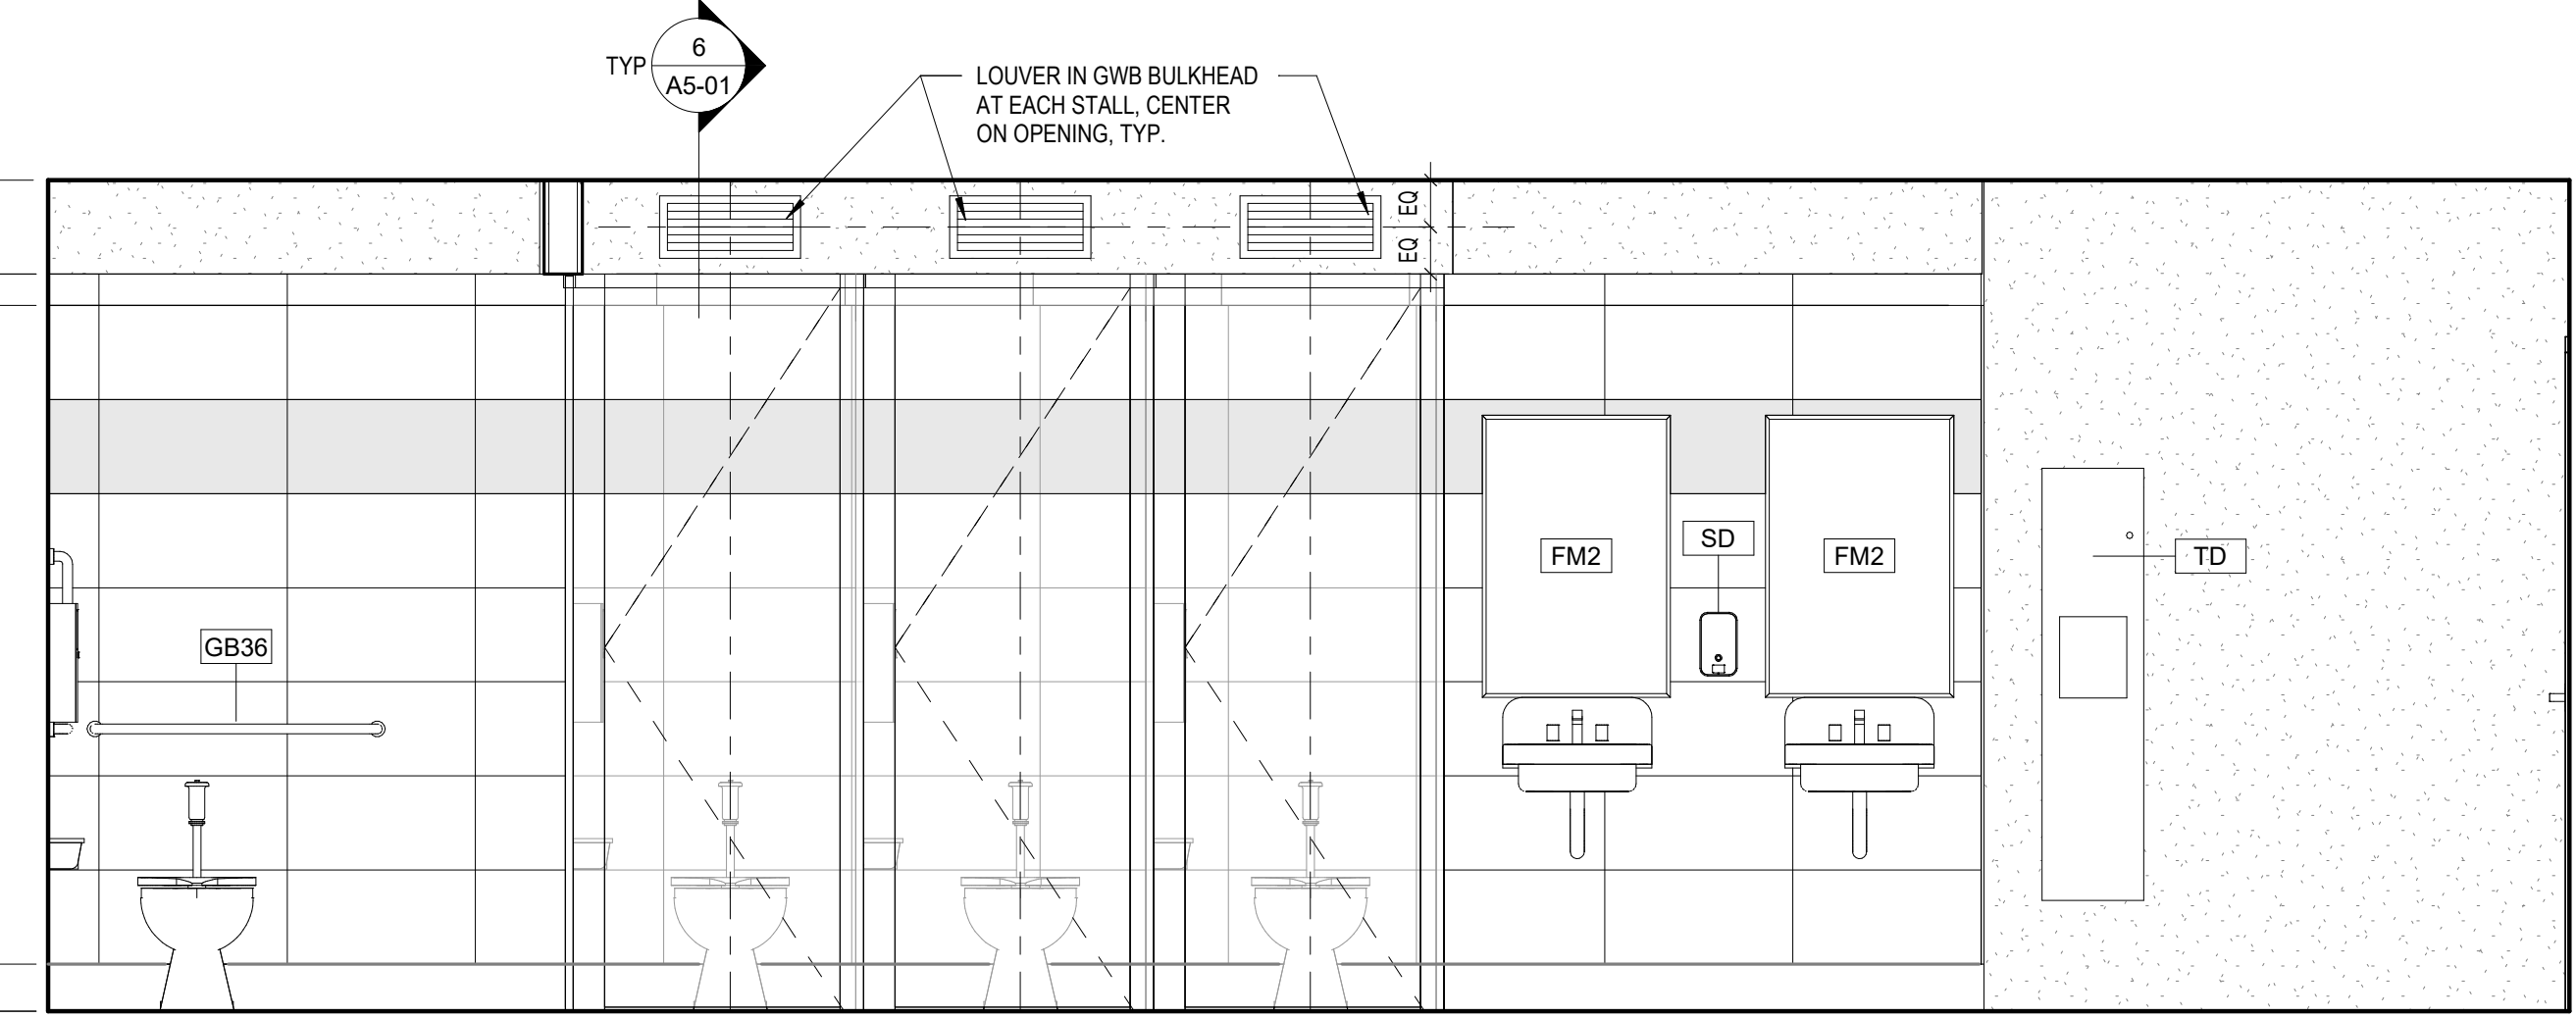 6
TYP
A5-01
LOUVER IN GWB BULKHEAD
AT EACH STALL, CENTER
ON OPENING, TYP.
EQ
EQ
FM2
SD
FM2
TD
GB36